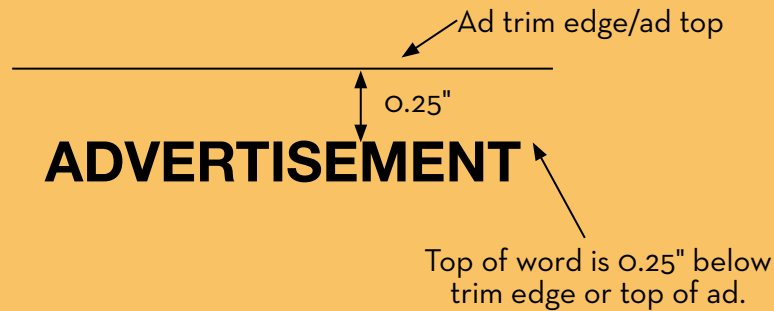 Ad trim edge/ad top
0.25"
ADVERTISEMENT
Top of word is 0.25" below
trim edge or top of ad.